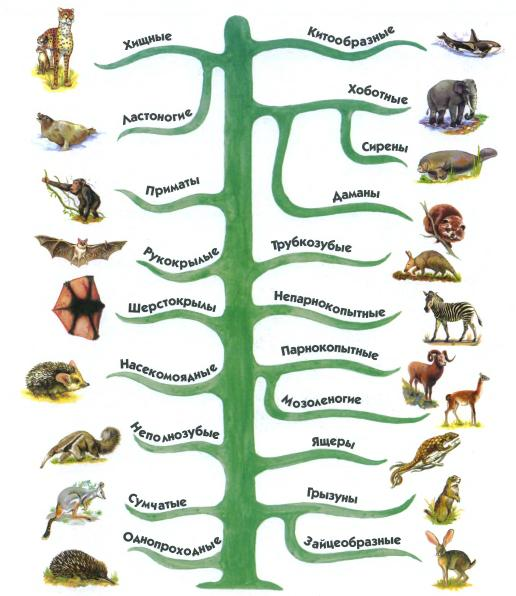 Хищные
Китообразные
Хоботные
Ластоногие
Сирены
Приматы
Даманы
Рукокрылые
Трубкозубые
Шерстокрылы
Непарнокопытные
Насекомоядные
Парнокопытные
Мозоленогие
Неполнозубые
Ящеры
Сумчатые
Грызуны
Однопроходные
Зайцеобразные